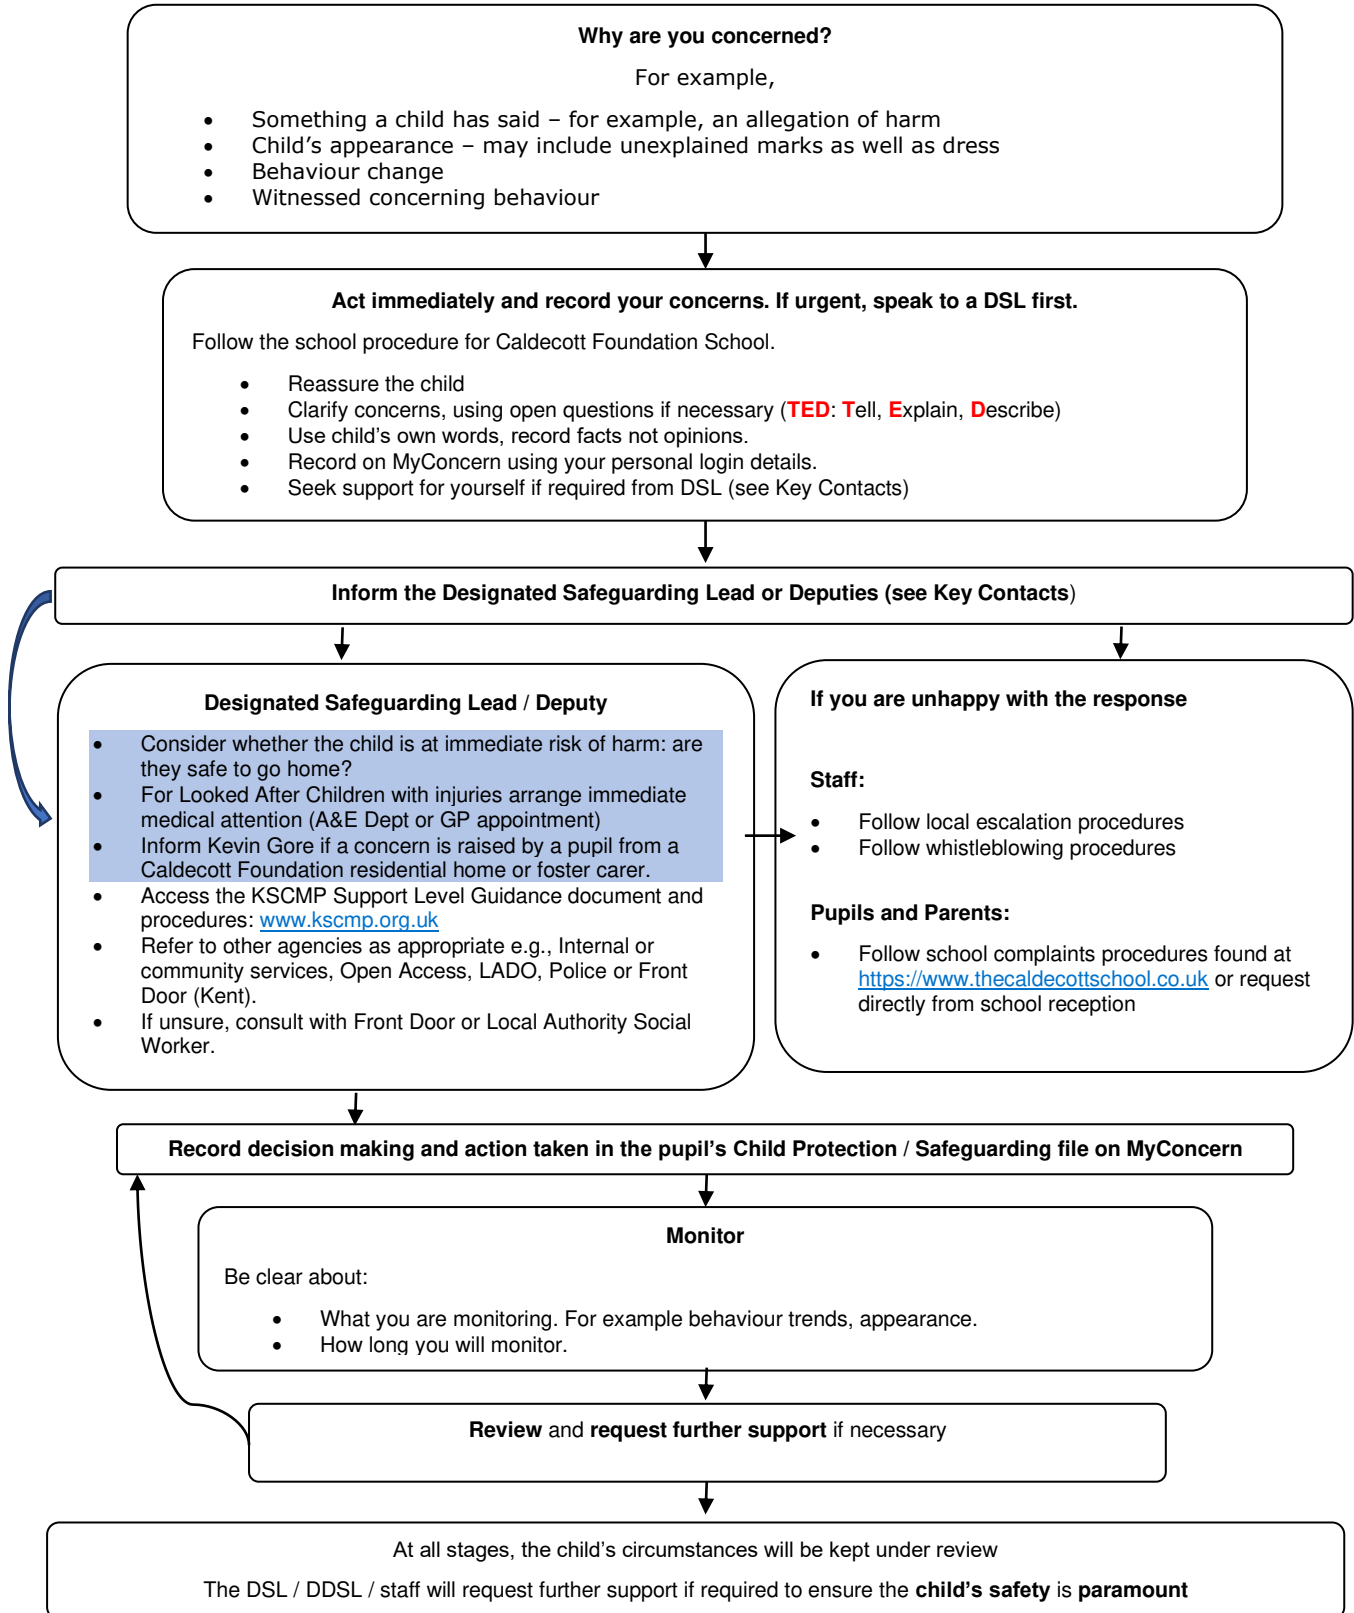 Why are you concerned?
For example,
• Something a child has said – for example, an allegation of harm
• Child's appearance – may include unexplained marks as well as dress
• Behaviour change
• Witnessed concerning behaviour
Act immediately and record your concerns. If urgent, speak to a DSL first.
Follow the school procedure for Caldecott Foundation School.
• Reassure the child
• Clarify concerns, using open questions if necessary (TED: Tell, Explain, Describe)
• Use child's own words, record facts not opinions.
• Record on MyConcern using your personal login details.
• Seek support for yourself if required from DSL (see Key Contacts)
Inform the Designated Safeguarding Lead or Deputies (see Key Contacts)
Designated Safeguarding Lead / Deputy
• Consider whether the child is at immediate risk of harm: are
they safe to go home?
• For Looked After Children with injuries arrange immediate
medical attention (A&E Dept or GP appointment)
• Inform Kevin Gore if a concern is raised by a pupil from a
Caldecott Foundation residential home or foster carer.
• Access the KSCMP Support Level Guidance document and
procedures: www.kscmp.org.uk
• Refer to other agencies as appropriate e.g., Internal or
community services, Open Access, LADO, Police or Front
Door (Kent).
• If unsure, consult with Front Door or Local Authority Social
Worker.
If you are unhappy with the response
Staff:
• Follow local escalation procedures
• Follow whistleblowing procedures
Pupils and Parents:
• Follow school complaints procedures found at
https://www.thecaldecottschool.co.uk or request
directly from school reception
Record decision making and action taken in the pupil's Child Protection / Safeguarding file on MyConcern
Monitor
Be clear about:
• What you are monitoring. For example behaviour trends, appearance.
• How long you will monitor.
Review and request further support if necessary
At all stages, the child's circumstances will be kept under review
The DSL / DDSL / staff will request further support if required to ensure the child's safety is paramount